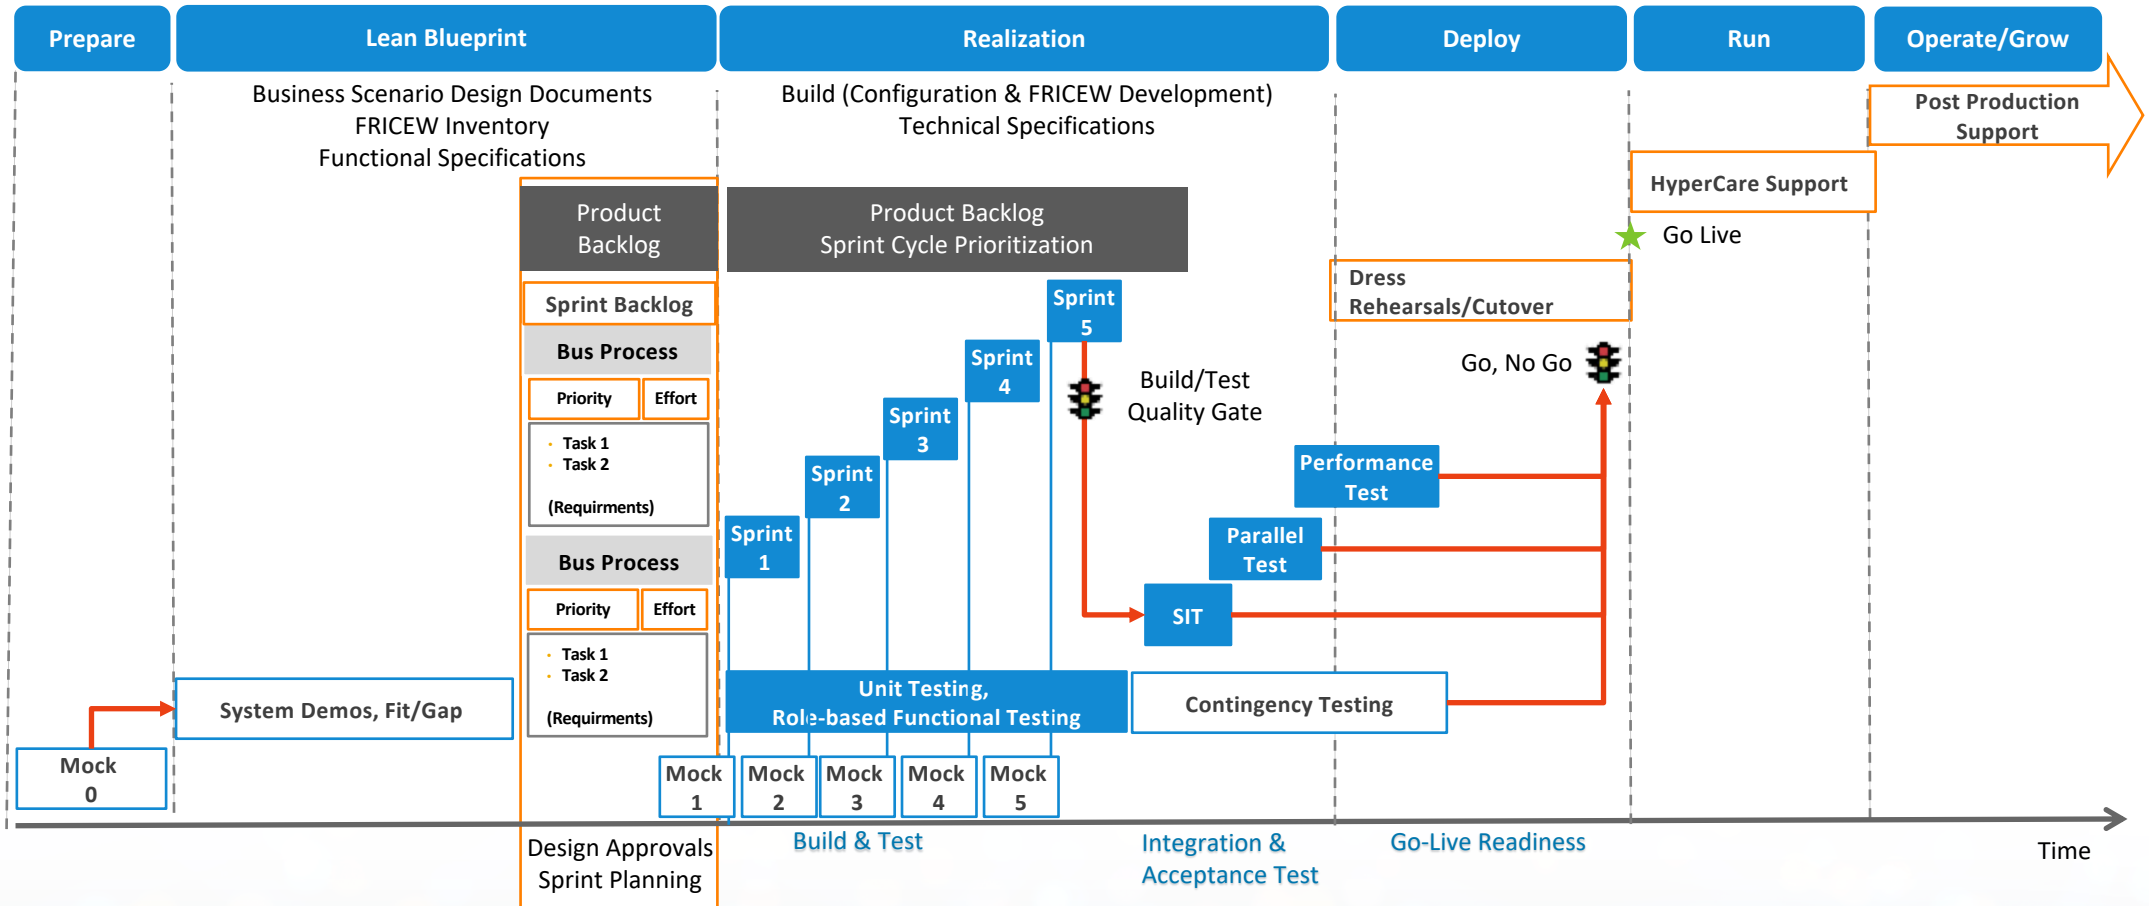 Prepare
Lean Blueprint
Realization
Deploy
Run
Operate/Grow
Business Scenario Design Documents
FRICEW Inventory
Functional Specifications
Build (Configuration & FRICEW Development)
Technical Specifications
Post Production
Support
HyperCare Support
Go Live
Product
Backlog
Product Backlog
Sprint Cycle Prioritization
Dress
Rehearsals/Cutover
Go, No Go
Sprint Backlog
Bus Process
Priority
Effort
· Task 1
· Task 2
(Requirments)
Bus Process
Priority
Effort
· Task 1
· Task 2
(Requirments)
Sprint
1
Sprint
2
Sprint
3
Sprint
4
Sprint
5
Build/Test
Quality Gate
Performance
Test
Parallel
Test
SIT
System Demos, Fit/Gap
Unit Testing,
Role-based Functional Testing
Contingency Testing
Mock
0
Mock
1
Mock
2
Mock
3
Mock
4
Mock
5
Design Approvals
Sprint Planning
Build & Test
Integration &
Acceptance Test
Go-Live Readiness
Time